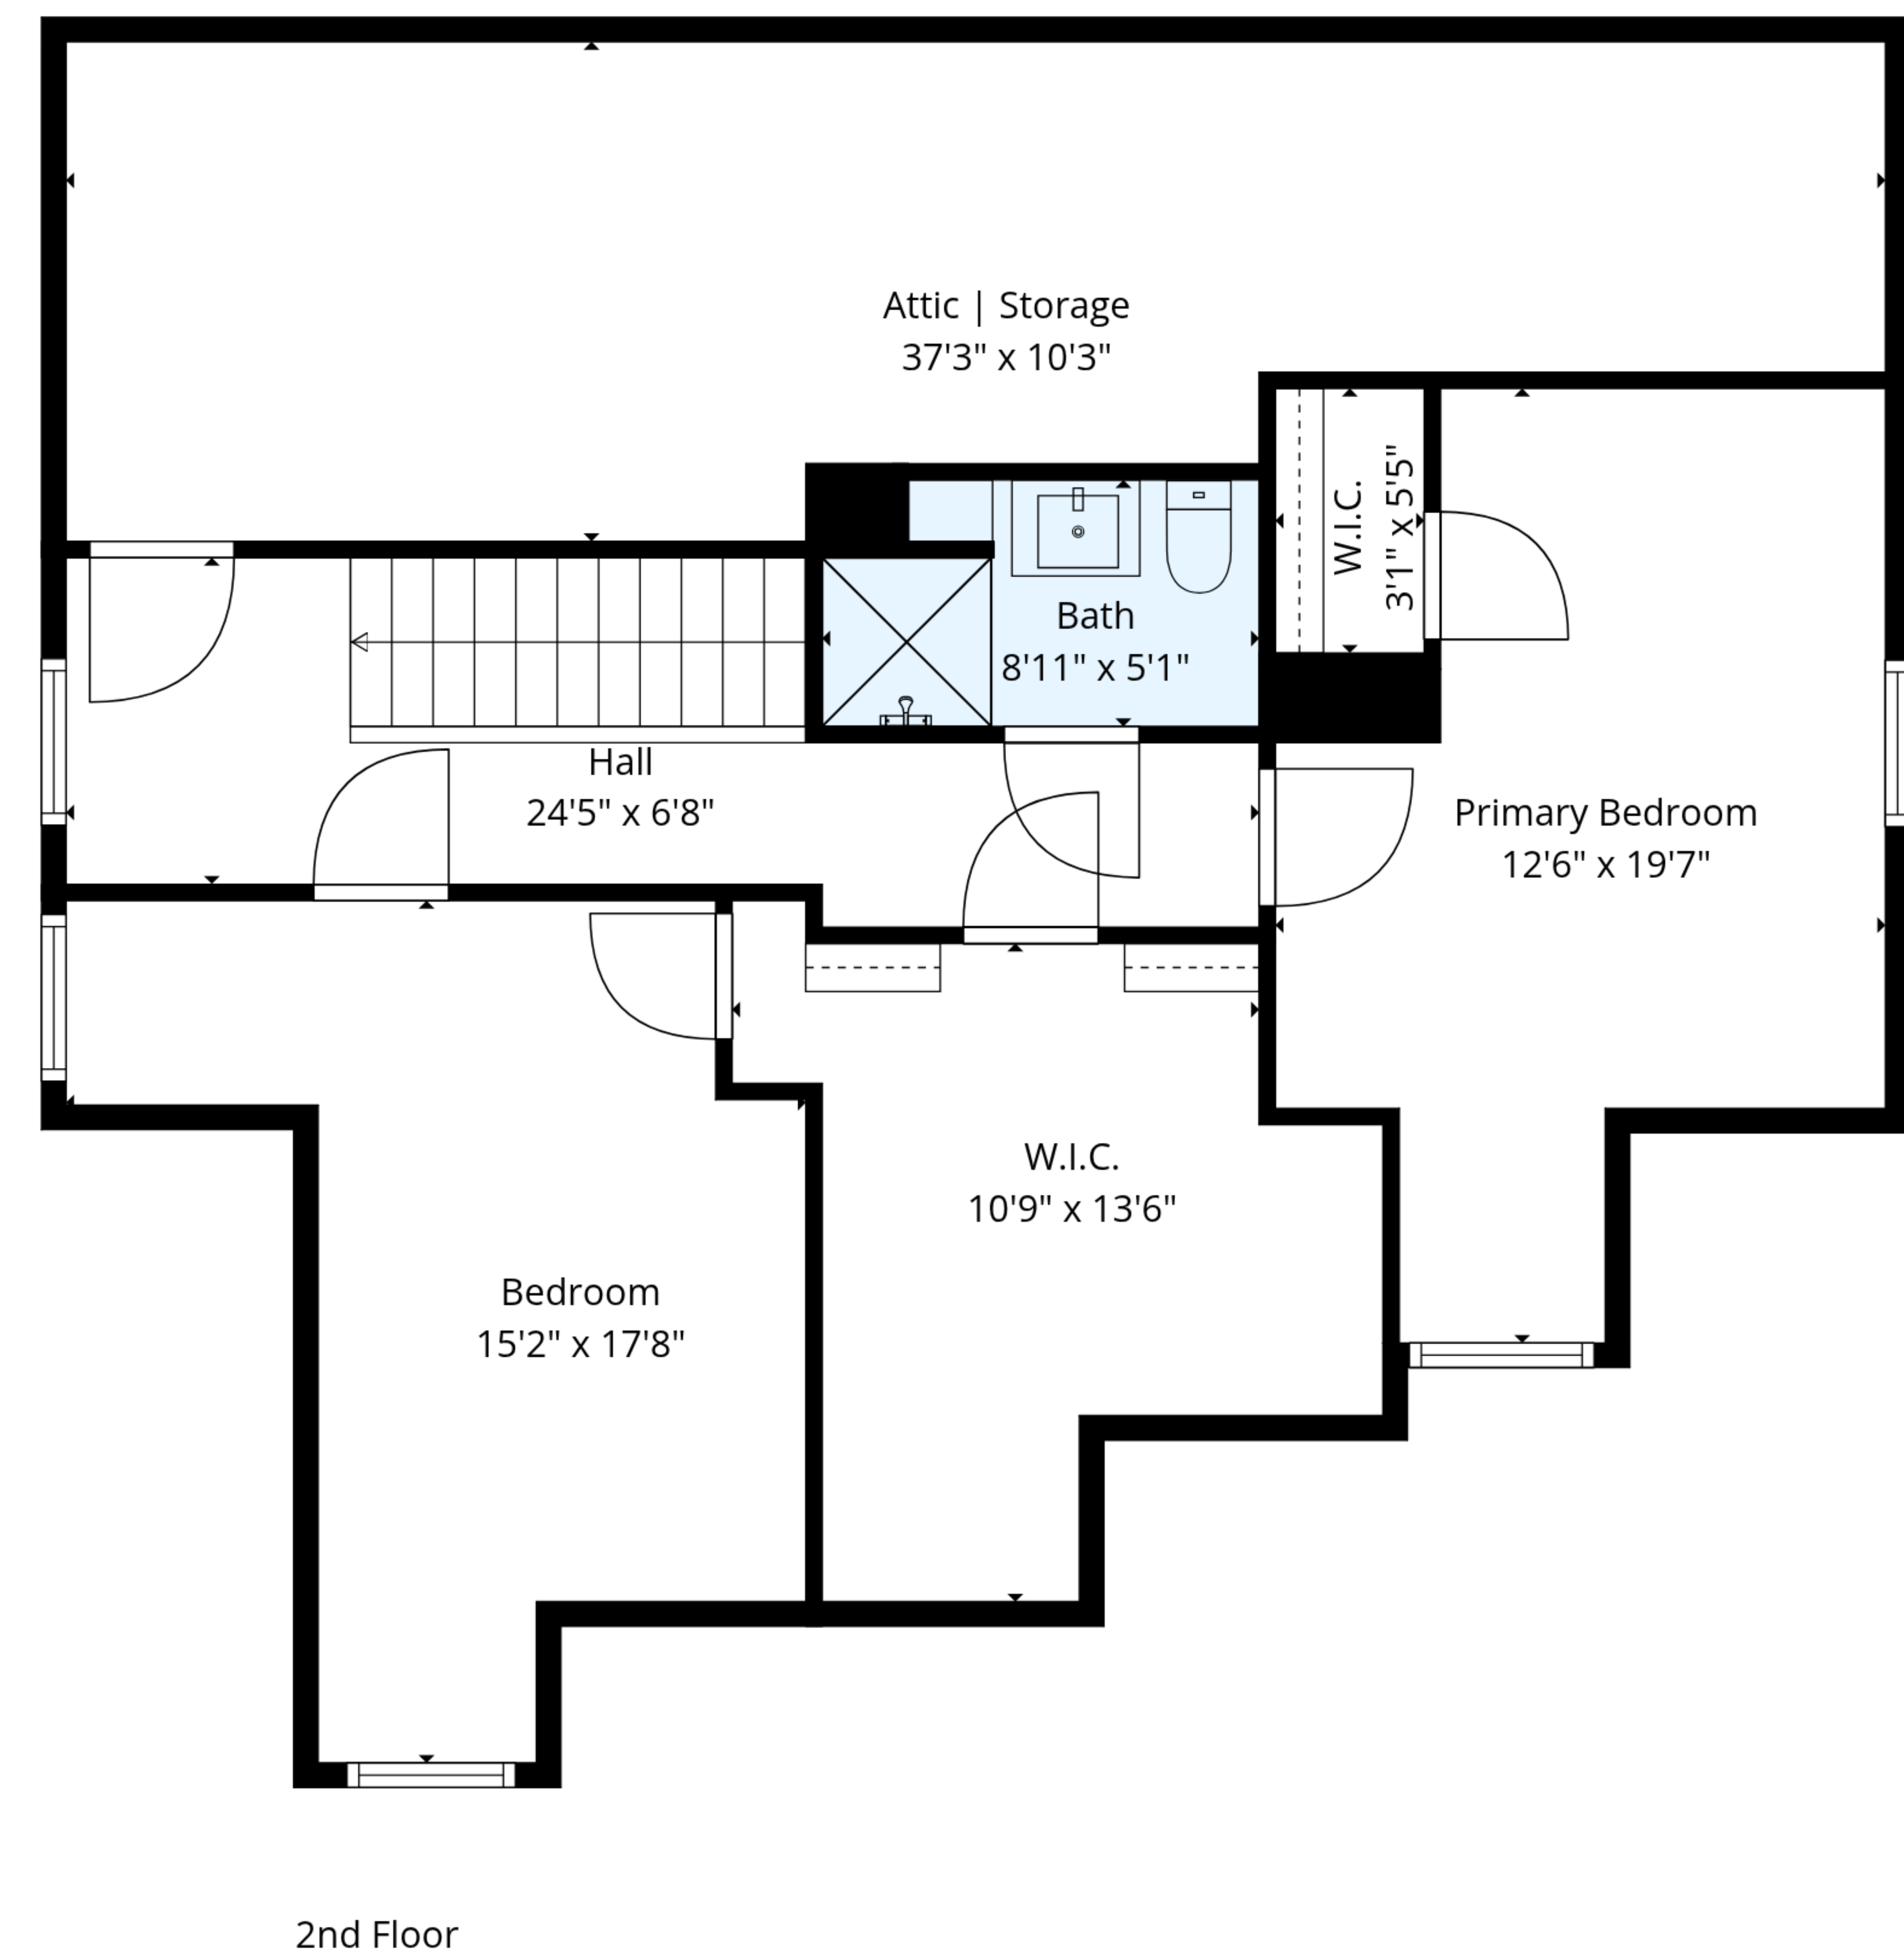 Attic | Storage
37'3" x 10'3"
W.I.C.
3'1" x 5'5"
Bath
8'11" x 5'1"
Hall
24'5" x 6'8"
Primary Bedroom
12'6" x 19'7"
W.I.C.
10'9" x 13'6"
Bedroom
15'2" x 17'8"
2nd Floor